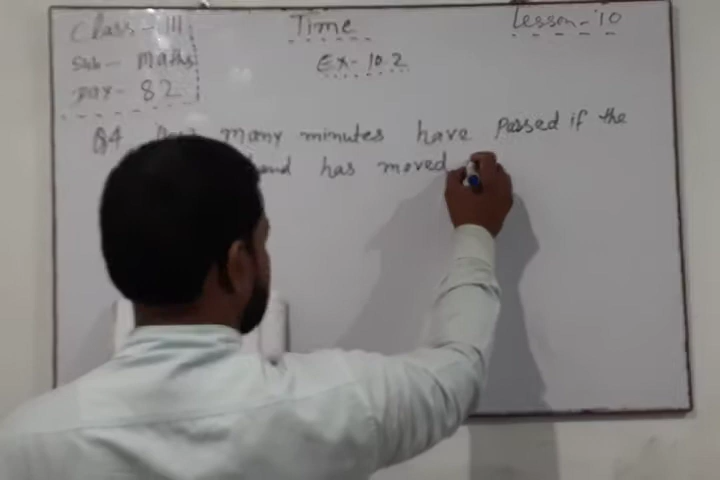 Class - III
Time
Lesson - 10
Sub - Maths
Ex - 10.2
Day - 82
Q4 How many minutes have passed if the
hand has moved